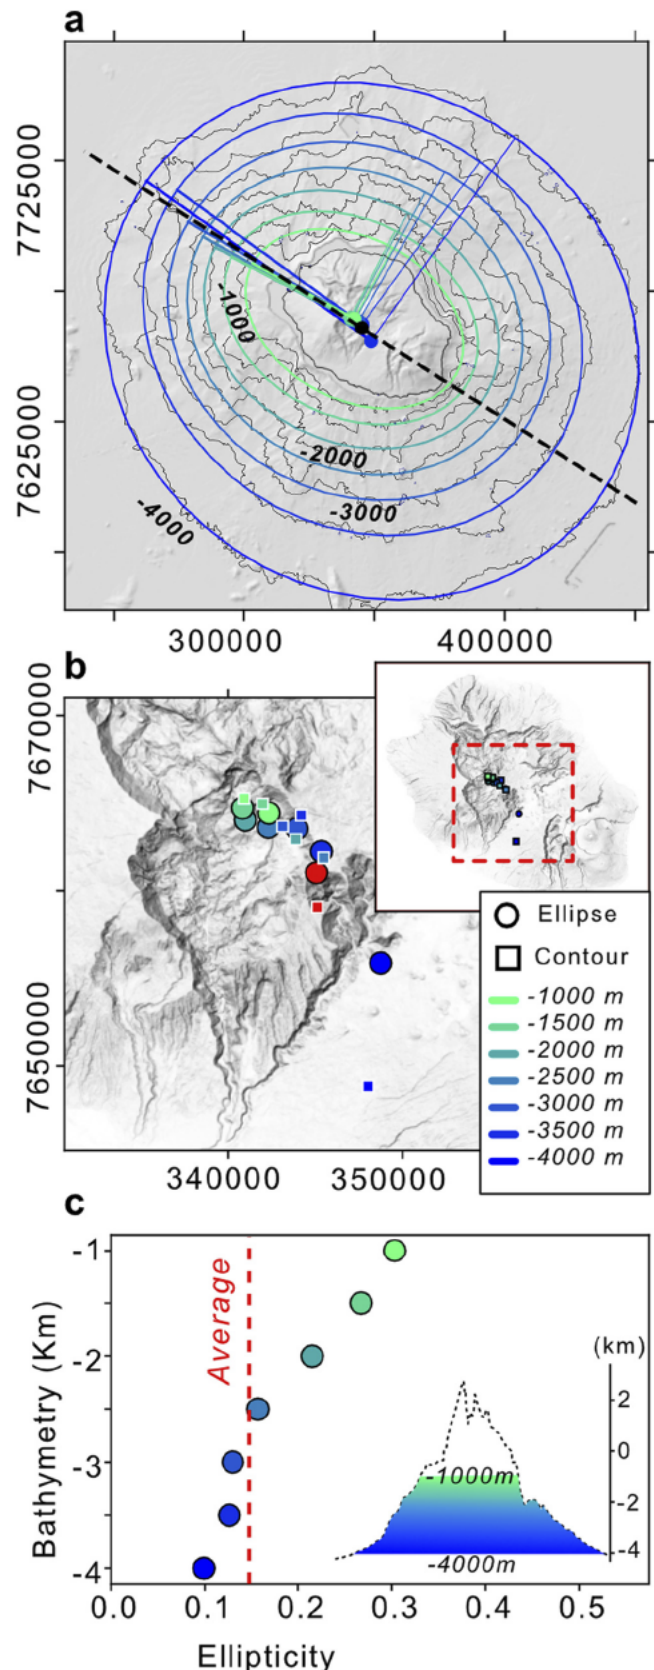 a
7725000
7625000
-1000
-2000
-3000
-4000
300000
400000
b
7670000
7650000
340000
350000
Ellipse
Contour
-1000 m
-1500 m
-2000 m
-2500 m
-3000 m
-3500 m
-4000 m
c
Bathymetry (Km)
-1
-2
-3
-4
Average
(km)
2
0
-2
-4
-1000m
-4000m
0.0
0.1
0.2
0.3
0.4
0.5
Ellipticity